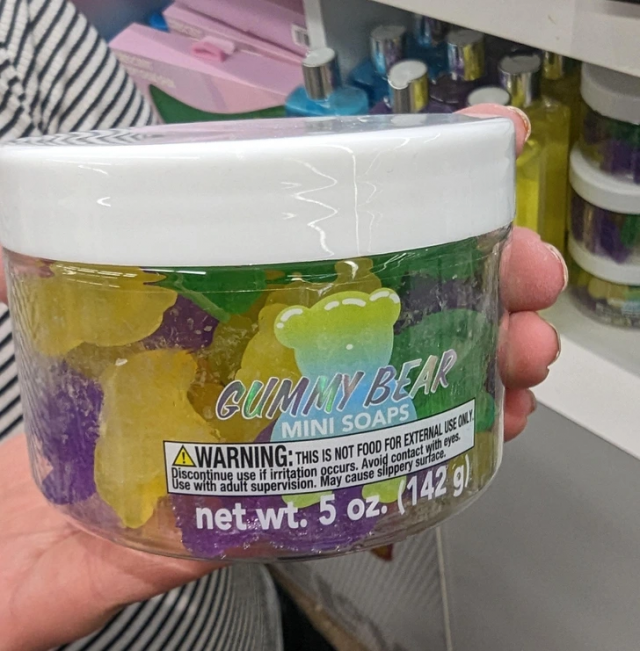 GUMMY BEAR
MINI SOAPS
WARNING: THIS IS NOT FOOD FOR EXTERNAL USE ONLY.
Discontinue use if irritation occurs. Avoid contact with eyes.
Use with adult supervision. May cause slippery surface.
net wt. 5 oz. (142 g)